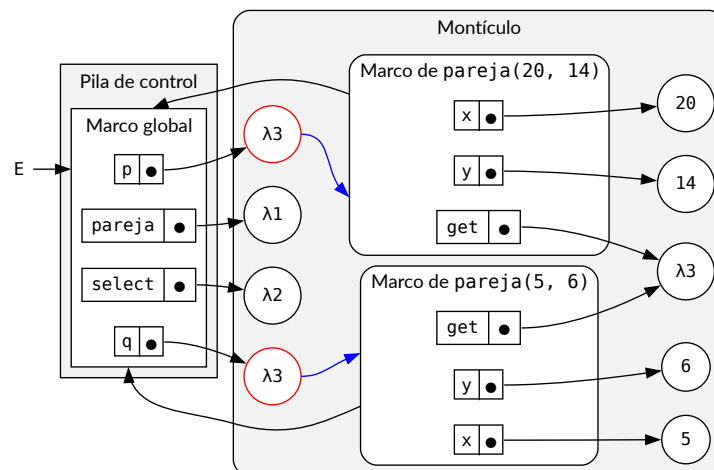 Montículo
Pila de control
Marco global
E
p
pareja
select
q
λ3
λ1
λ2
λ3
Marco de pareja(20, 14)
x
y
get
Marco de pareja(5, 6)
get
y
x
20
14
λ3
6
5